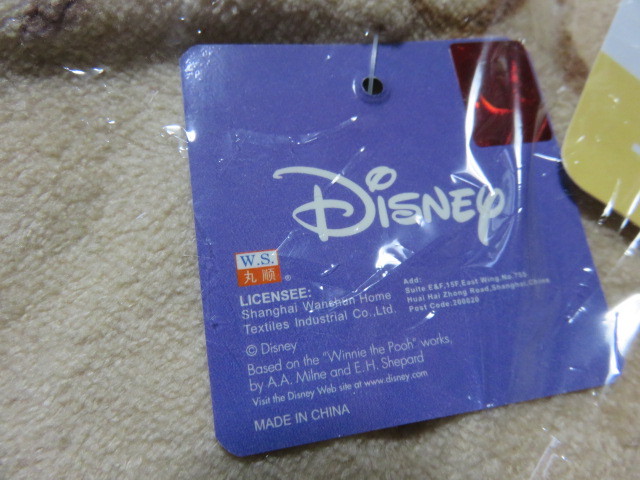 Disney
W.S.
丸顺 ®
LICENSEE:
Shanghai Wanshun Home
Textiles Industrial Co.,Ltd.
Add:
Suite E&F,15F,East Wing,No.755
Huai Hai Zhong Road,Shanghai,China
Post Code:200020
© Disney
Based on the "Winnie the Pooh" works,
by A.A. Milne and E.H. Shepard
Visit the Disney Web site at www.disney.com
MADE IN CHINA